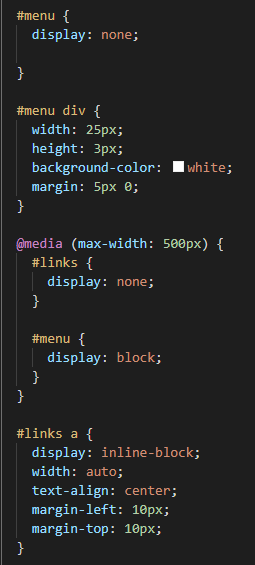 #menu {
  display: none;

}

#menu div {
  width: 25px;
  height: 3px;
  background-color: white;
  margin: 5px 0;
}

@media (max-width: 500px) {
  #links {
    display: none;
  }

  #menu {
    display: block;
  }
}

#links a {
  display: inline-block;
  width: auto;
  text-align: center;
  margin-left: 10px;
  margin-top: 10px;
}